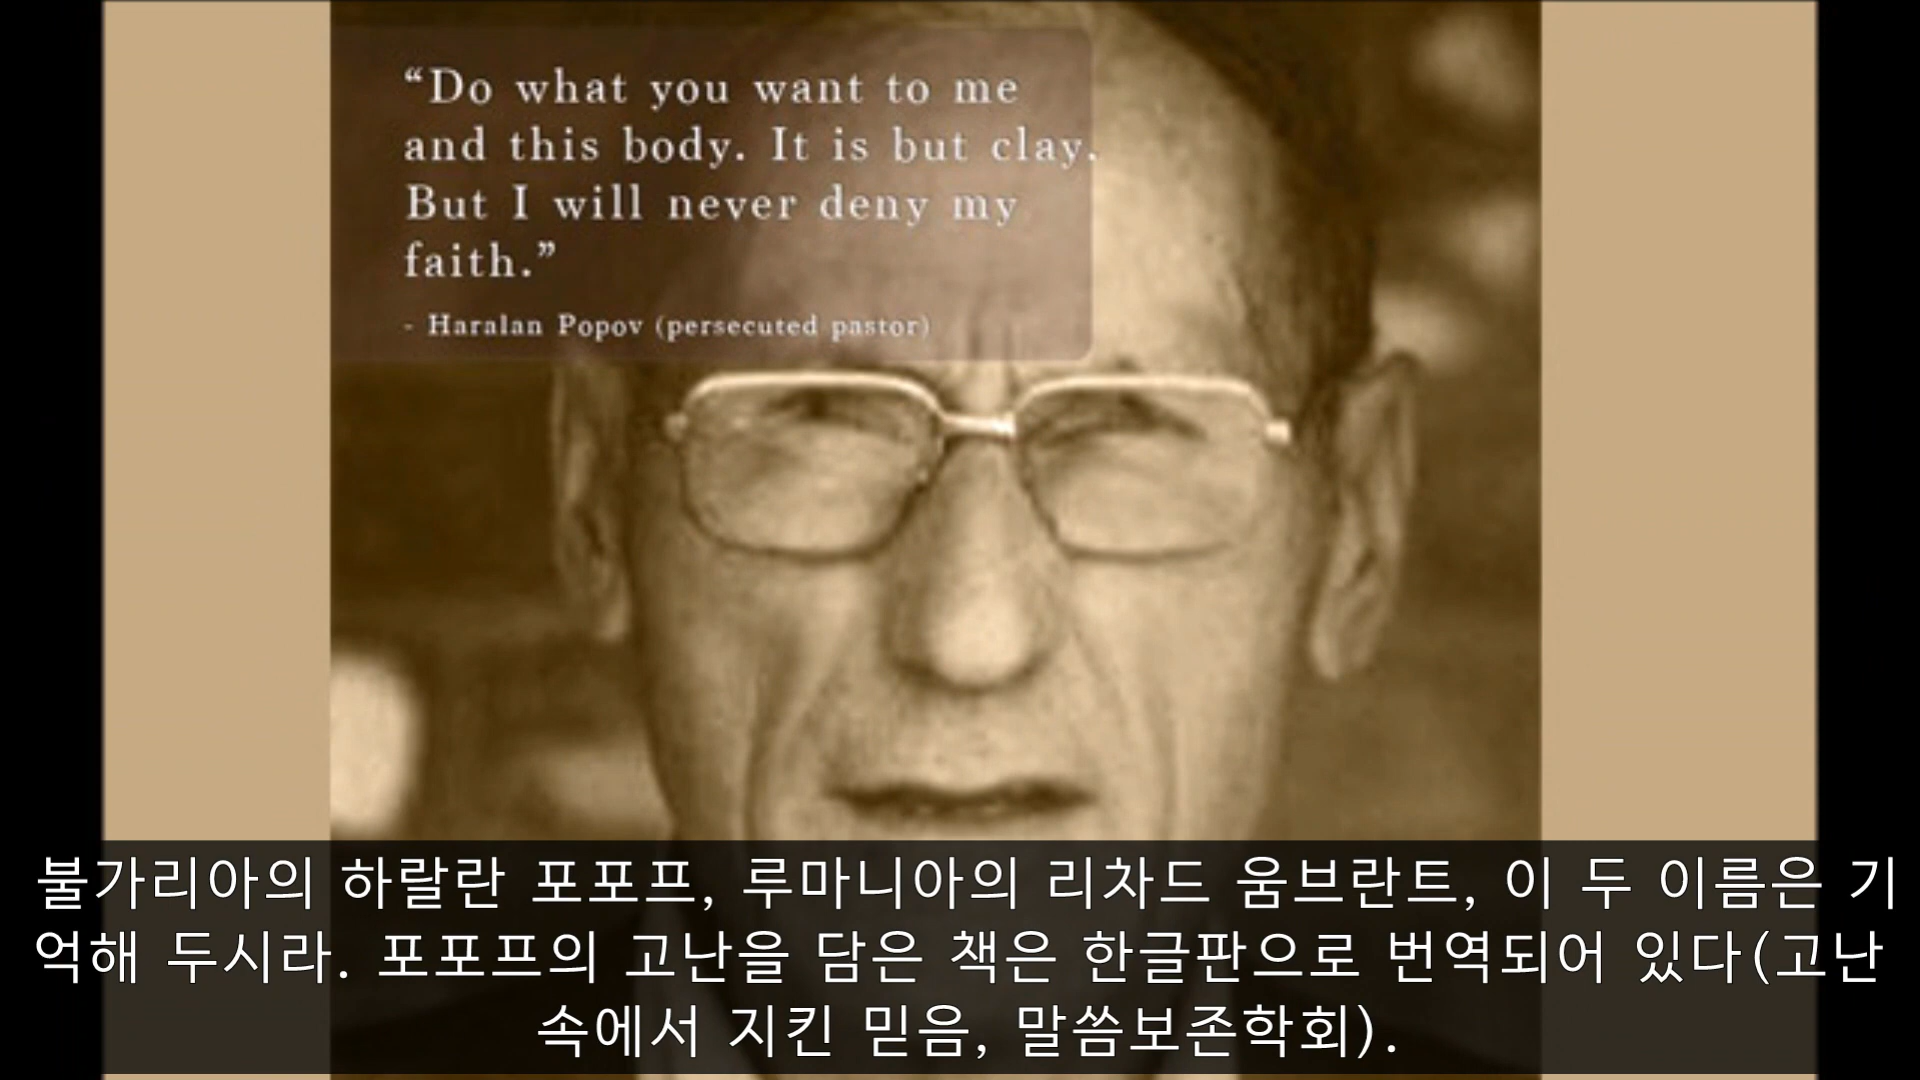 “Do what you want to me
and this body. It is but clay.
But I will never deny my
faith.”
- Haralan Popov (persecuted pastor)
불가리아의 하랄란 포포프, 루마니아의 리차드 움브란트, 이 두 이름은 기
억해 두시라. 포포프의 고난을 담은 책은 한글판으로 번역되어 있다(고난
속에서 지킨 믿음, 말씀보존학회).